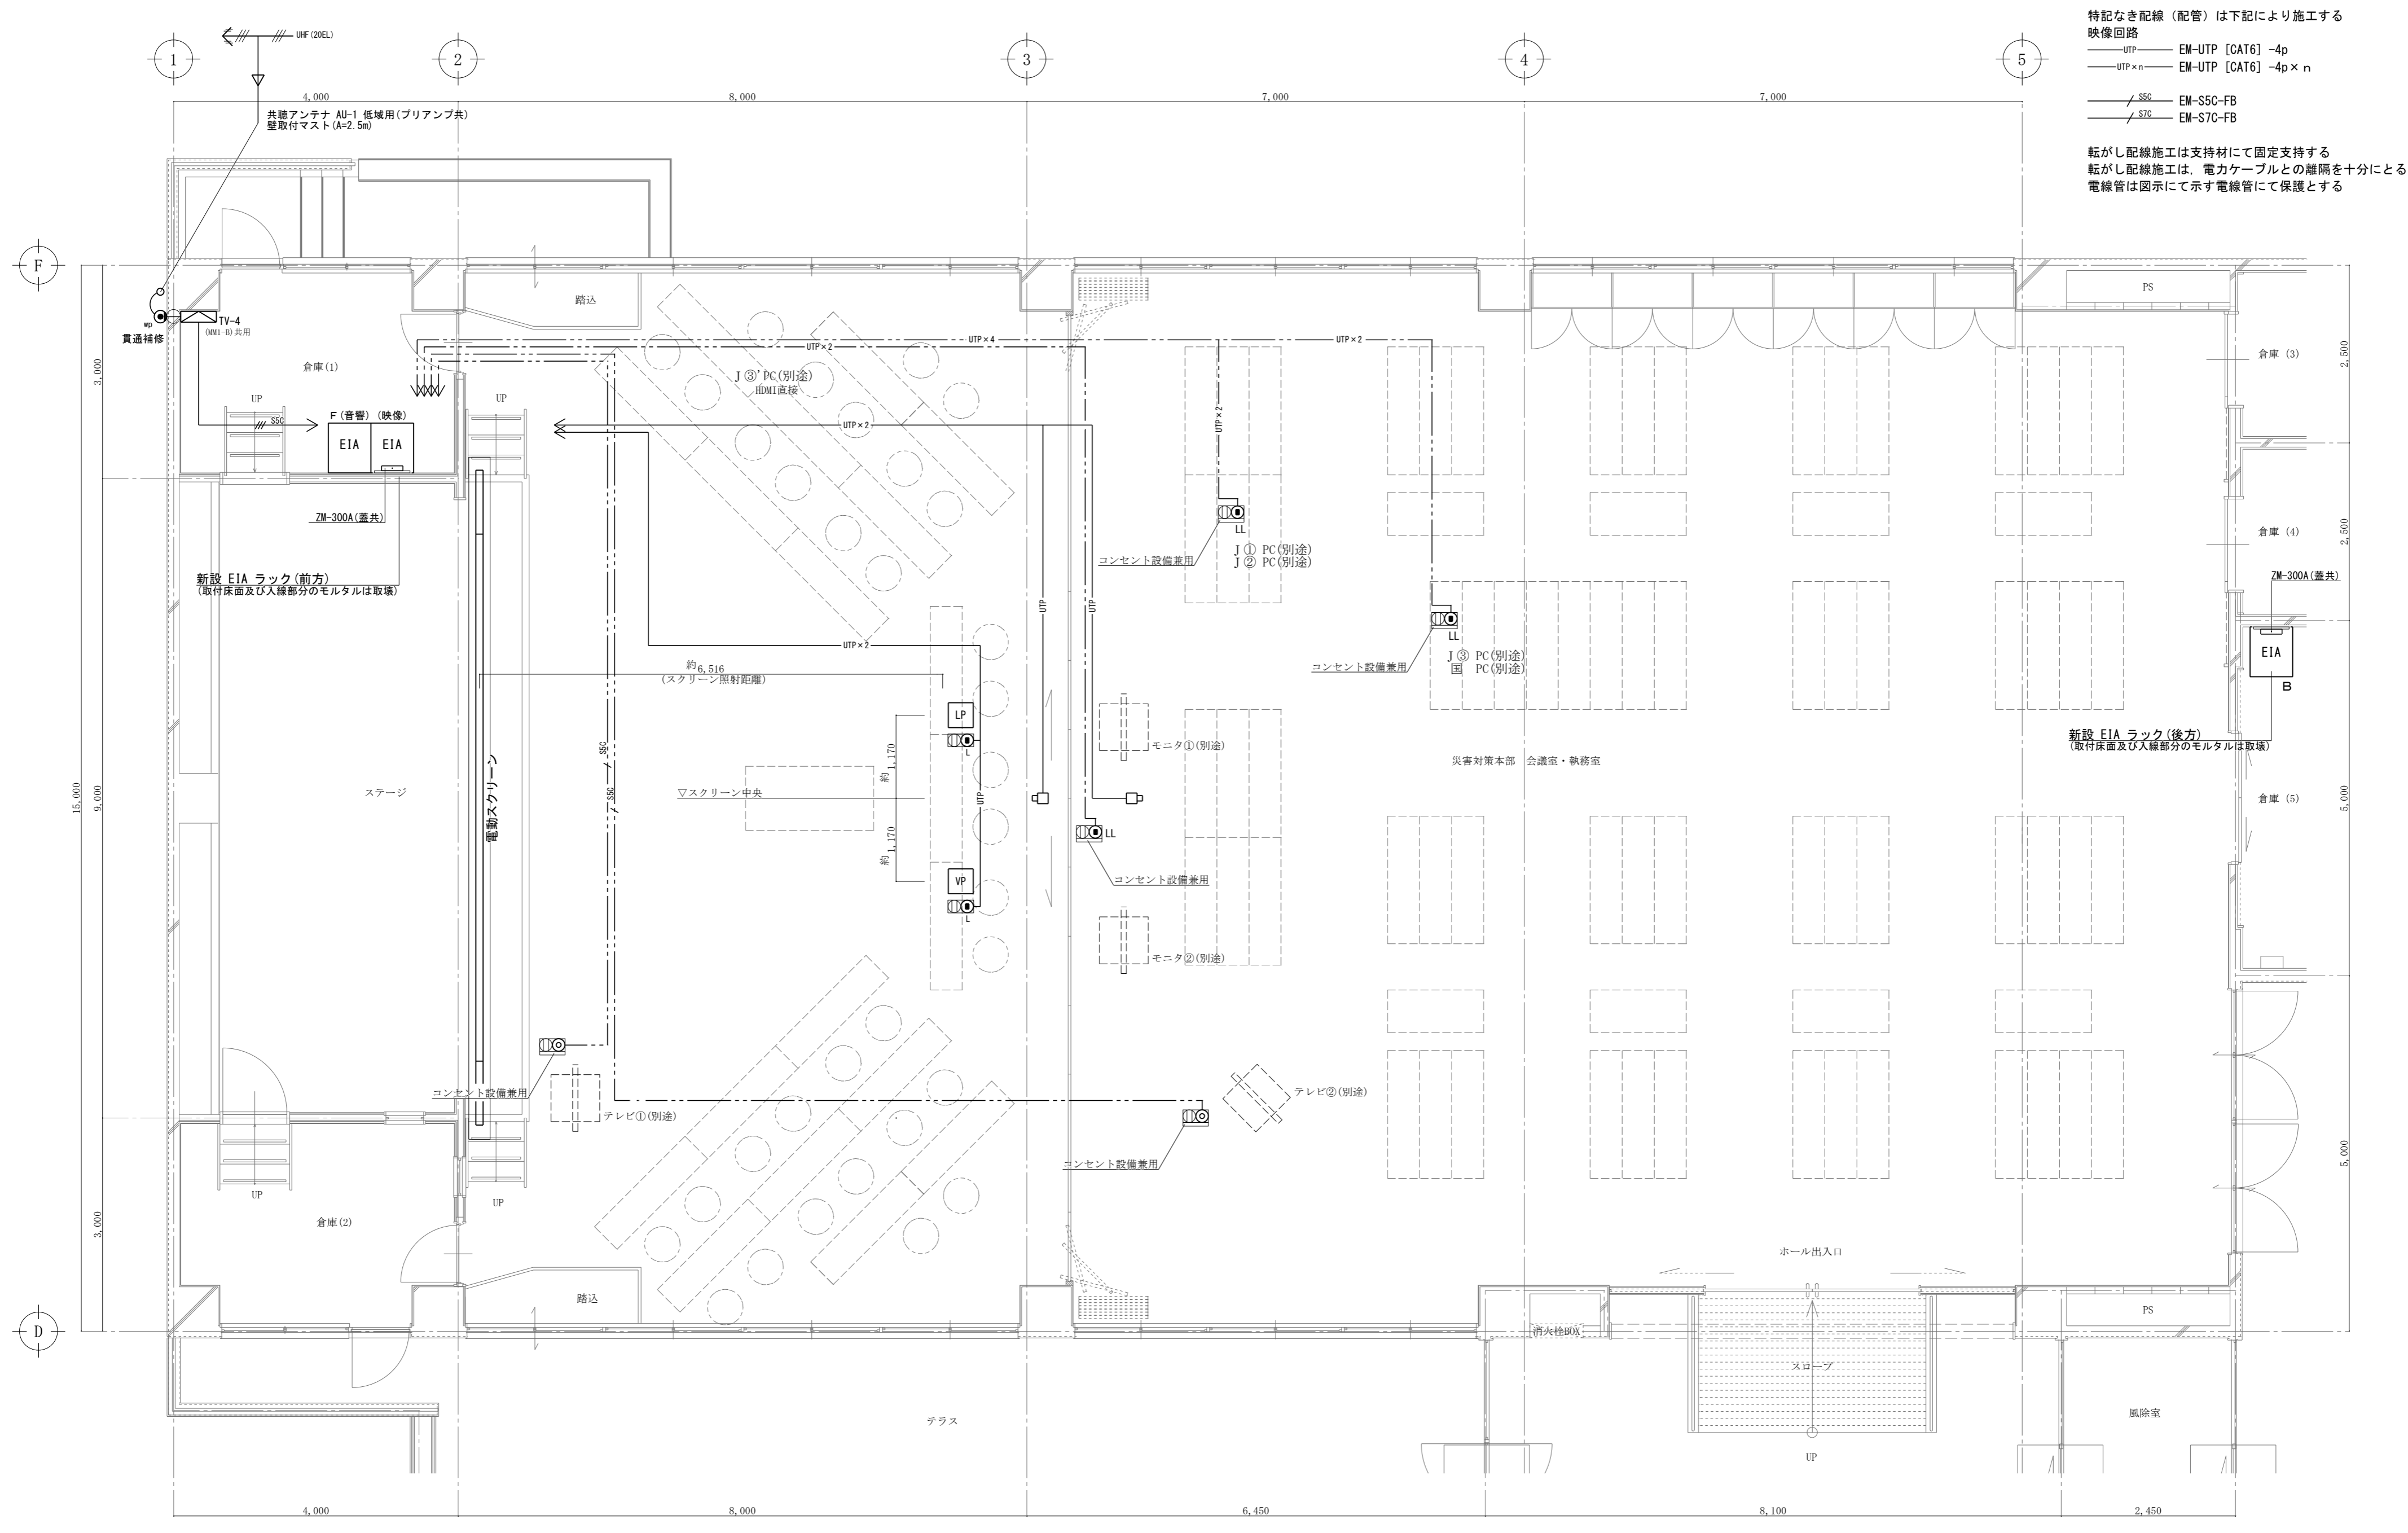 特記なき配線（配管）は下記により施工する
映像回路
UTP EM-UTP [CAT6] -4p
UTP×n EM-UTP [CAT6] -4p×n
S5C EM-S5C-FB
S7C EM-S7C-FB
転がし配線施工は支持材にて固定支持する
転がし配線施工は、電力ケーブルとの離隔を十分にとる
電線管は図示にて示す電線管にて保護とする
UHF(20EL)
1
2
3
4
5
4,000
8,000
7,000
7,000
共聴アンテナ AU-1 低域用(プリアンプ共)
壁取付マスト(A=2.5m)
F
D
wp
貫通補修
TV-4
(MM1-B)共用
倉庫(1)
踏込
UTP×4
UTP×2
UTP×2
UTP×2
J ③' PC(別途)
HDMI直接
UP
UP
S5C
F(音響)(映像)
EIA
EIA
UTP×2
ZM-300A(蓋共)
新設 EIA ラック(前方)
(取付床面及び入線部分のモルタルは取壊)
LL
コンセント設備兼用
J ① PC(別途)
J ② PC(別途)
UTP
UTP
LL
コンセント設備兼用
J ③ PC(別途)
国 PC(別途)
PS
倉庫 (3)
倉庫 (4)
ZM-300A(蓋共)
EIA
B
新設 EIA ラック(後方)
(取付床面及び入線部分のモルタルは取壊)
倉庫 (5)
UTP×2
約6,516
(スクリーン照射距離)
LP
L
約1,170
約1,170
UTP
▽スクリーン中央
VP
L
S5C
S5C
ステージ
電動スクリーン
モニタ①(別途)
LL
コンセント設備兼用
モニタ②(別途)
災害対策本部 会議室・執務室
コンセント設備兼用
テレビ①(別途)
テレビ②(別途)
コンセント設備兼用
UP
UP
倉庫(2)
踏込
ホール出入口
消火栓BOX
スロープ
UP
PS
風除室
テラス
3,000
15,000
9,000
3,000
2,500
2,500
5,000
5,000
4,000
8,000
6,450
8,100
2,450